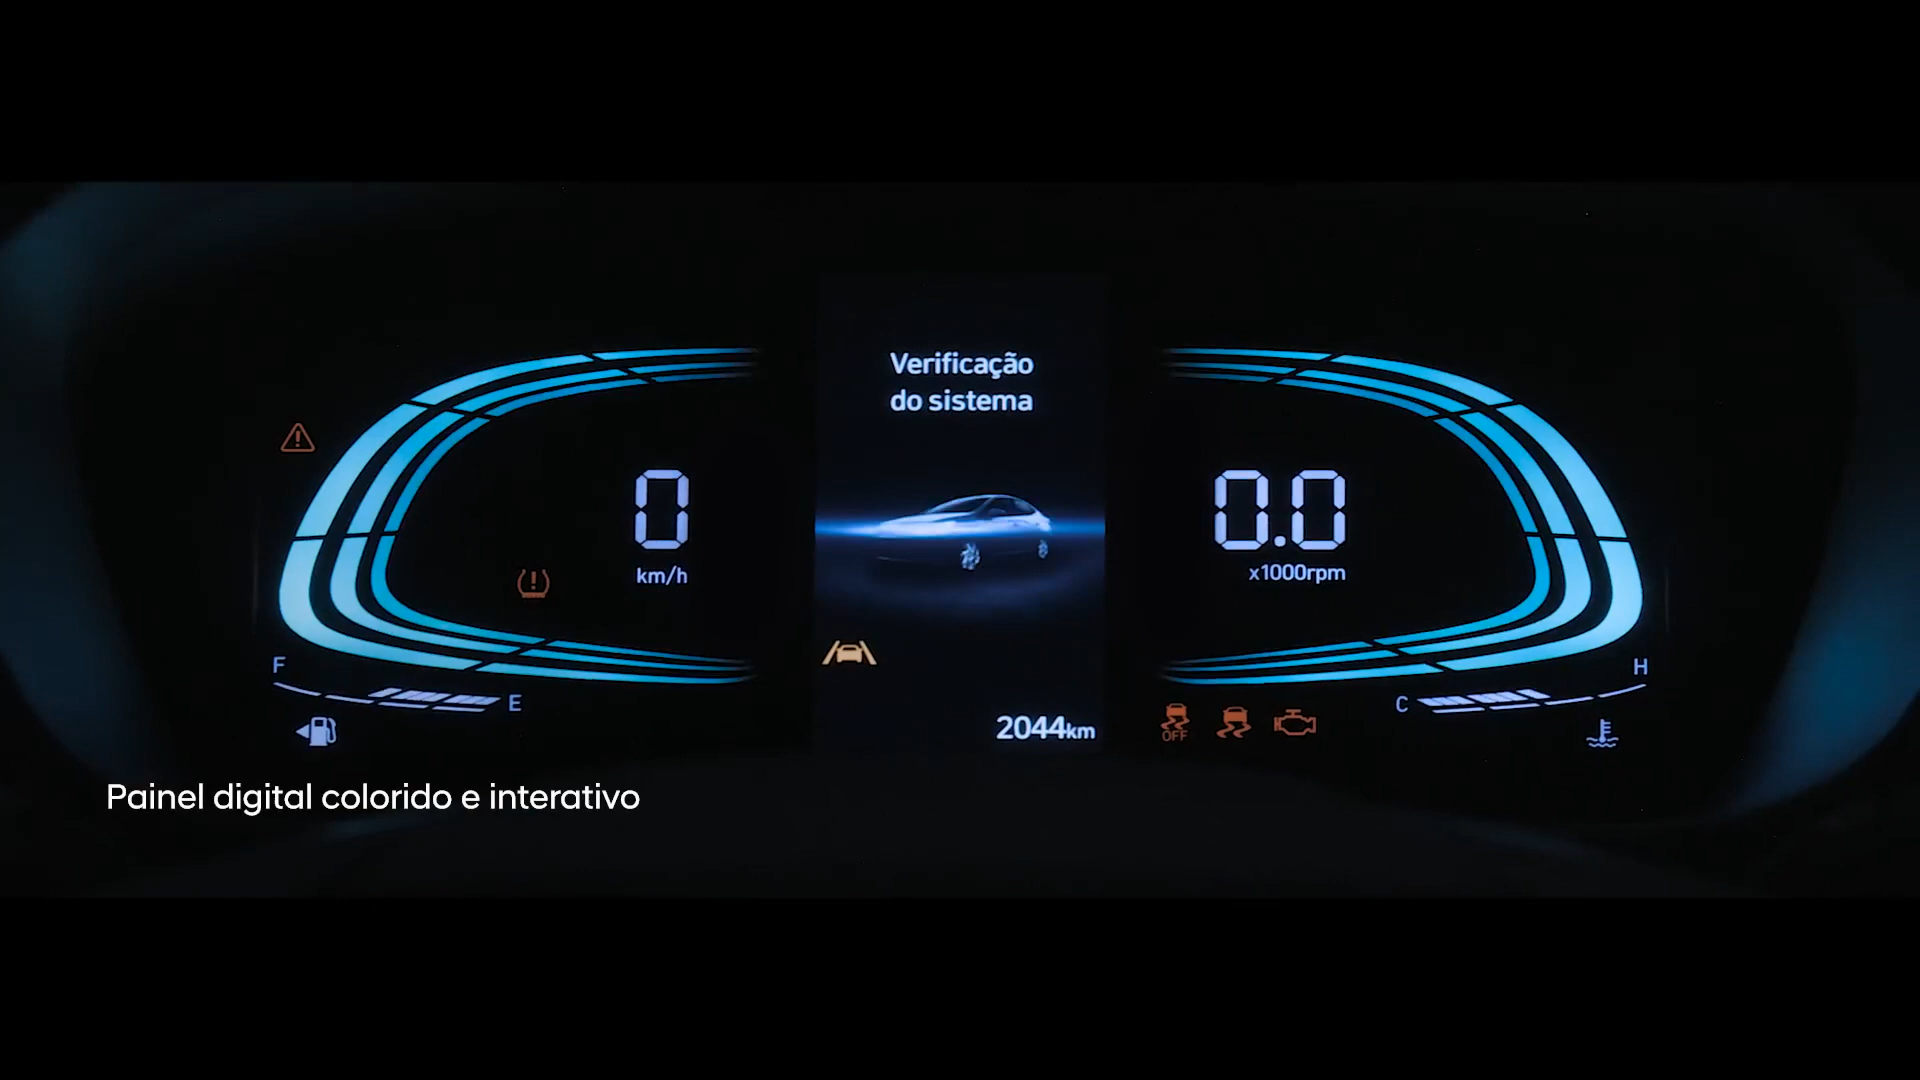 Verificação
do sistema
0
km/h
0.0
x1000rpm
F
E
C
H
OFF
2044km
Painel digital colorido e interativo